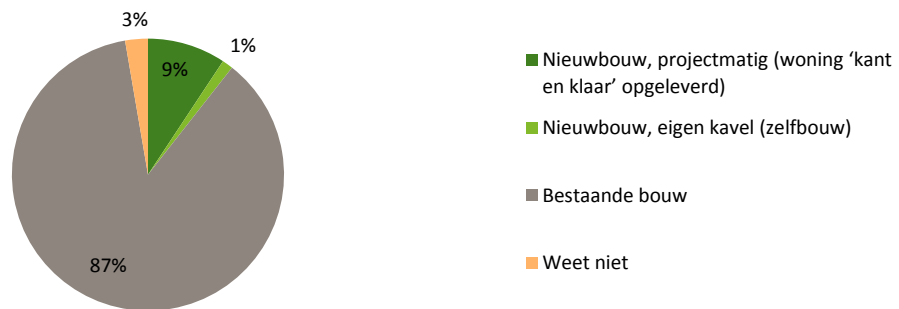 3%
1%
9%
87%
Nieuwbouw, projectmatig (woning ‘kant
en klaar’ opgeleverd)
Nieuwbouw, eigen kavel (zelfbouw)
Bestaande bouw
Weet niet